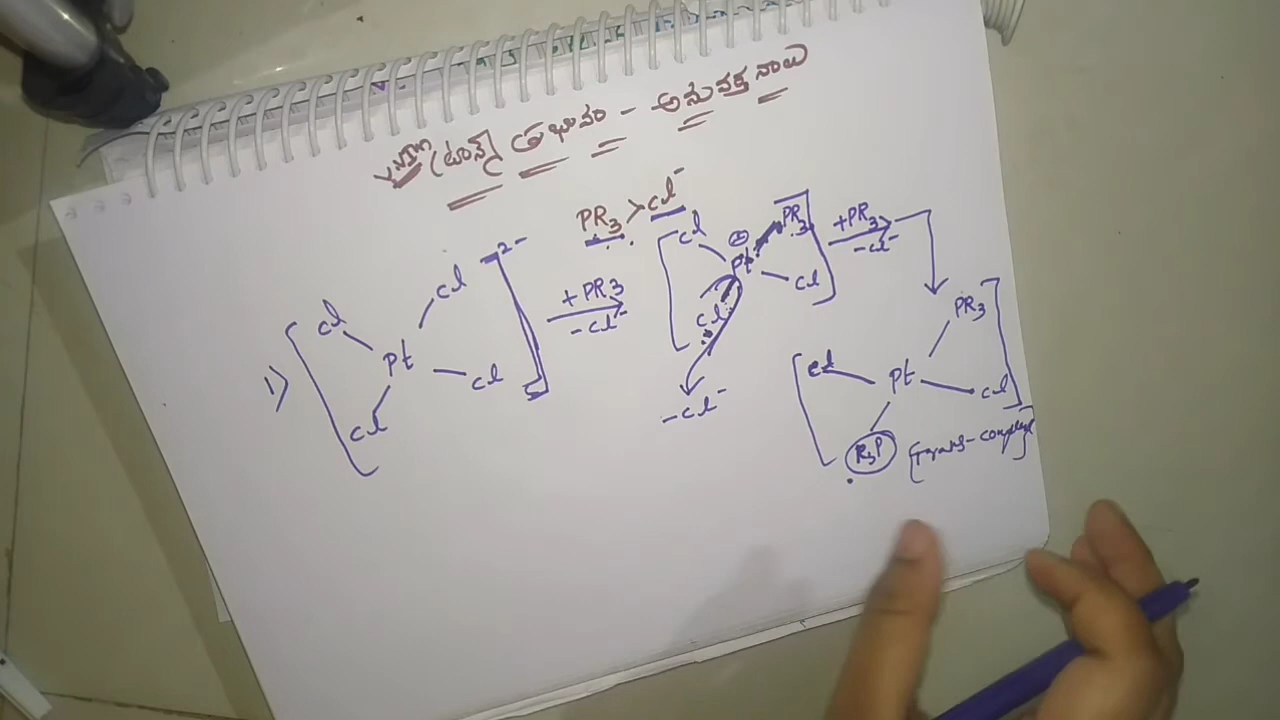 (ట్రాన్స్) ప్రభావం - అనువర్తనాలు
PR3 > Cl-
1) [Cl Cl Pt Cl Cl]2-
+PR3
-Cl-
[Cl PR3 Pt Cl Cl]
-Cl-
+PR3
-Cl-
[Cl PR3 Pt R3P Cl]
(trans-complex)